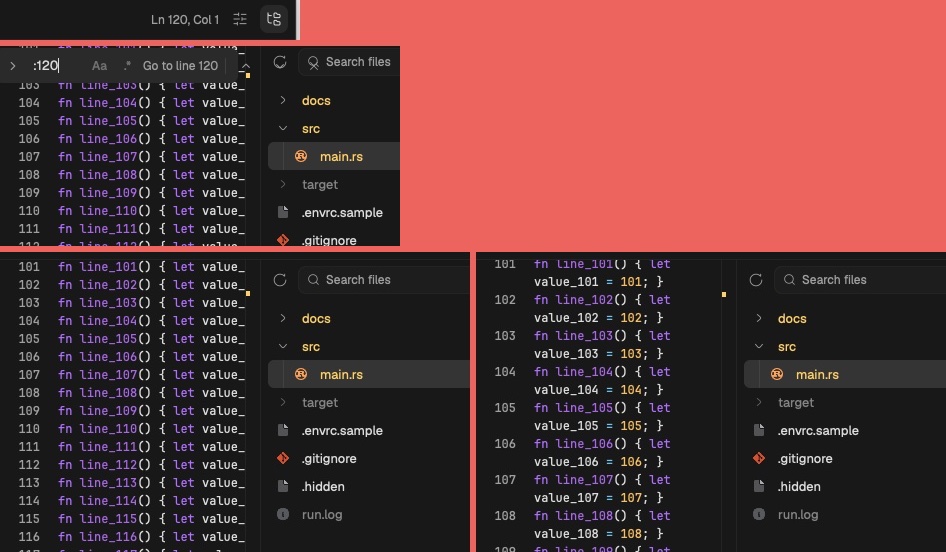 Ln 120, Col 1
:120 Aa .* Go to line 120
Search files
103 fn line_103() { let value_
104 fn line_104() { let value_
105 fn line_105() { let value_
106 fn line_106() { let value_
107 fn line_107() { let value_
108 fn line_108() { let value_
109 fn line_109() { let value_
110 fn line_110() { let value_
111 fn line_111() { let value_
docs
src
main.rs
target
.envrc.sample
.gitignore
101 fn line_101() { let value_
102 fn line_102() { let value_
103 fn line_103() { let value_
104 fn line_104() { let value_
105 fn line_105() { let value_
106 fn line_106() { let value_
107 fn line_107() { let value_
108 fn line_108() { let value_
109 fn line_109() { let value_
110 fn line_110() { let value_
111 fn line_111() { let value_
112 fn line_112() { let value_
113 fn line_113() { let value_
114 fn line_114() { let value_
115 fn line_115() { let value_
116 fn line_116() { let value_
Search files
docs
src
main.rs
target
.envrc.sample
.gitignore
.hidden
run.log
101 fn line_101() { let
value_101 = 101; }
102 fn line_102() { let
value_102 = 102; }
103 fn line_103() { let
value_103 = 103; }
104 fn line_104() { let
value_104 = 104; }
105 fn line_105() { let
value_105 = 105; }
106 fn line_106() { let
value_106 = 106; }
107 fn line_107() { let
value_107 = 107; }
108 fn line_108() { let
value_108 = 108; }
Search files
docs
src
main.rs
target
.envrc.sample
.gitignore
.hidden
run.log